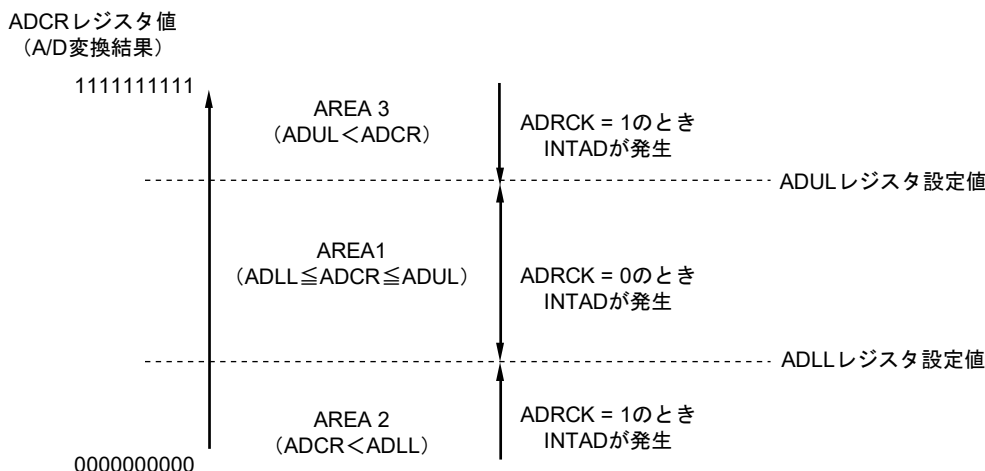 ADCRレジスタ値
（A/D変換結果）
1111111111
AREA 3
（ADUL＜ADCR）
ADRCK = 1のとき
INTADが発生
ADULレジスタ設定値
AREA1
（ADLL≦ADCR≦ADUL）
ADRCK = 0のとき
INTADが発生
ADLLレジスタ設定値
AREA 2
（ADCR＜ADLL）
ADRCK = 1のとき
INTADが発生
0000000000